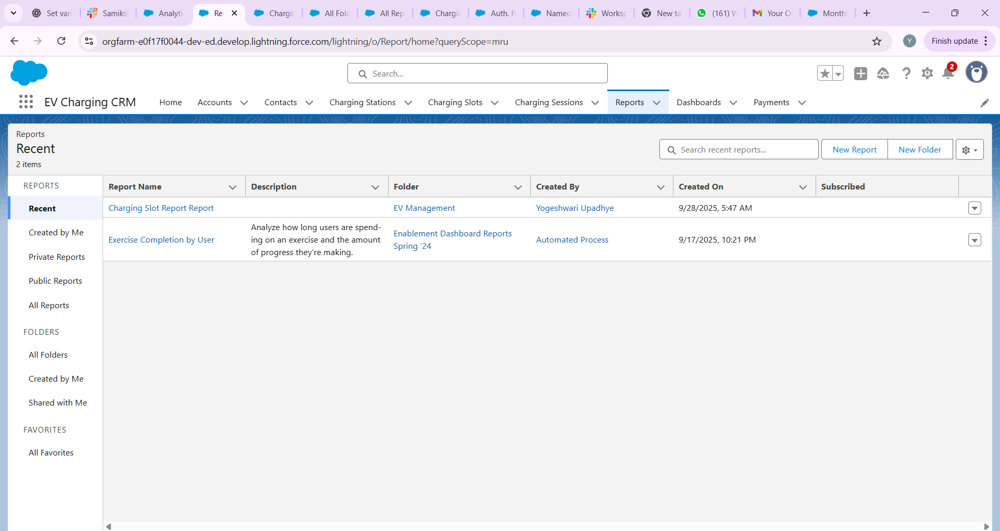 Set vari
Samiksl
Analyti
Re
Chargir
All Fold
All Rep
Chargir
Auth. P
Named
Worksp
New ta
(161) W
Your O
Month
orgfarm-e0f17f0044-dev-ed.develop.lightning.force.com/lightning/o/Report/home?queryScope=mru
Y
Finish update
Search...
2
EV Charging CRM
Home
Accounts
Contacts
Charging Stations
Charging Slots
Charging Sessions
Reports
Dashboards
Payments
Reports
Recent
2 items
Search recent reports...
New Report
New Folder
REPORTS
Recent
Created by Me
Private Reports
Public Reports
All Reports
FOLDERS
All Folders
Created by Me
Shared with Me
FAVORITES
All Favorites
Report Name
Description
Folder
Created By
Created On
Subscribed
Charging Slot Report Report
EV Management
Yogeshwari Upadhye
9/28/2025, 5:47 AM
Exercise Completion by User
Analyze how long users are spend-
ing on an exercise and the amount
of progress they're making.
Enablement Dashboard Reports
Spring '24
Automated Process
9/17/2025, 10:21 PM